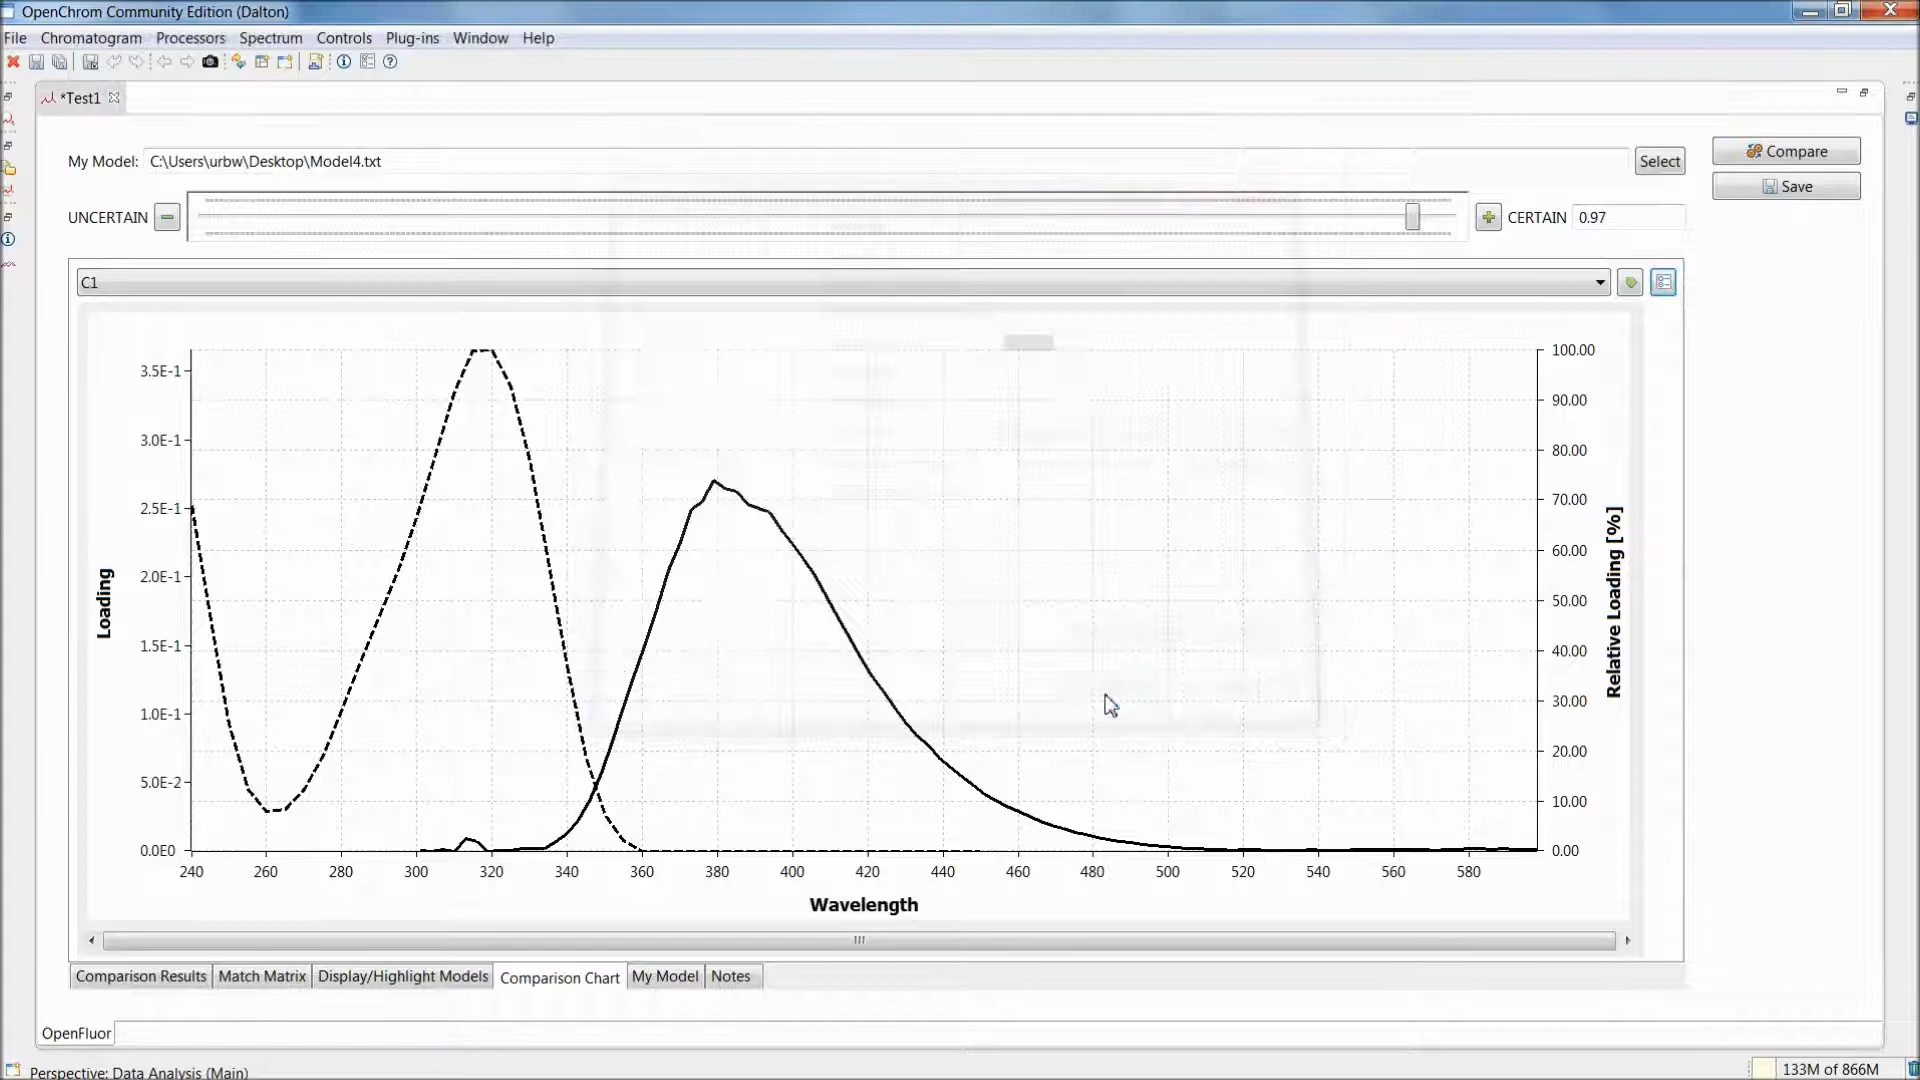 OpenChrom Community Edition (Dalton)
File Chromatogram Processors Spectrum Controls Plug-ins Window Help
*Test1
My Model: C:\Users\urbw\Desktop\Model4.txt Select Compare
Save
UNCERTAIN CERTAIN 0.97
C1
3.5E-1
3.0E-1
2.5E-1
2.0E-1
1.5E-1
1.0E-1
5.0E-2
0.0E0
Loading
100.00
90.00
80.00
70.00
60.00
50.00
40.00
30.00
20.00
10.00
0.00
Relative Loading [%]
240 260 280 300 320 340 360 380 400 420 440 460 480 500 520 540 560 580
Wavelength
Comparison Results Match Matrix Display/Highlight Models Comparison Chart My Model Notes
OpenFluor
Perspective: Data Analysis (Main) 133M of 866M